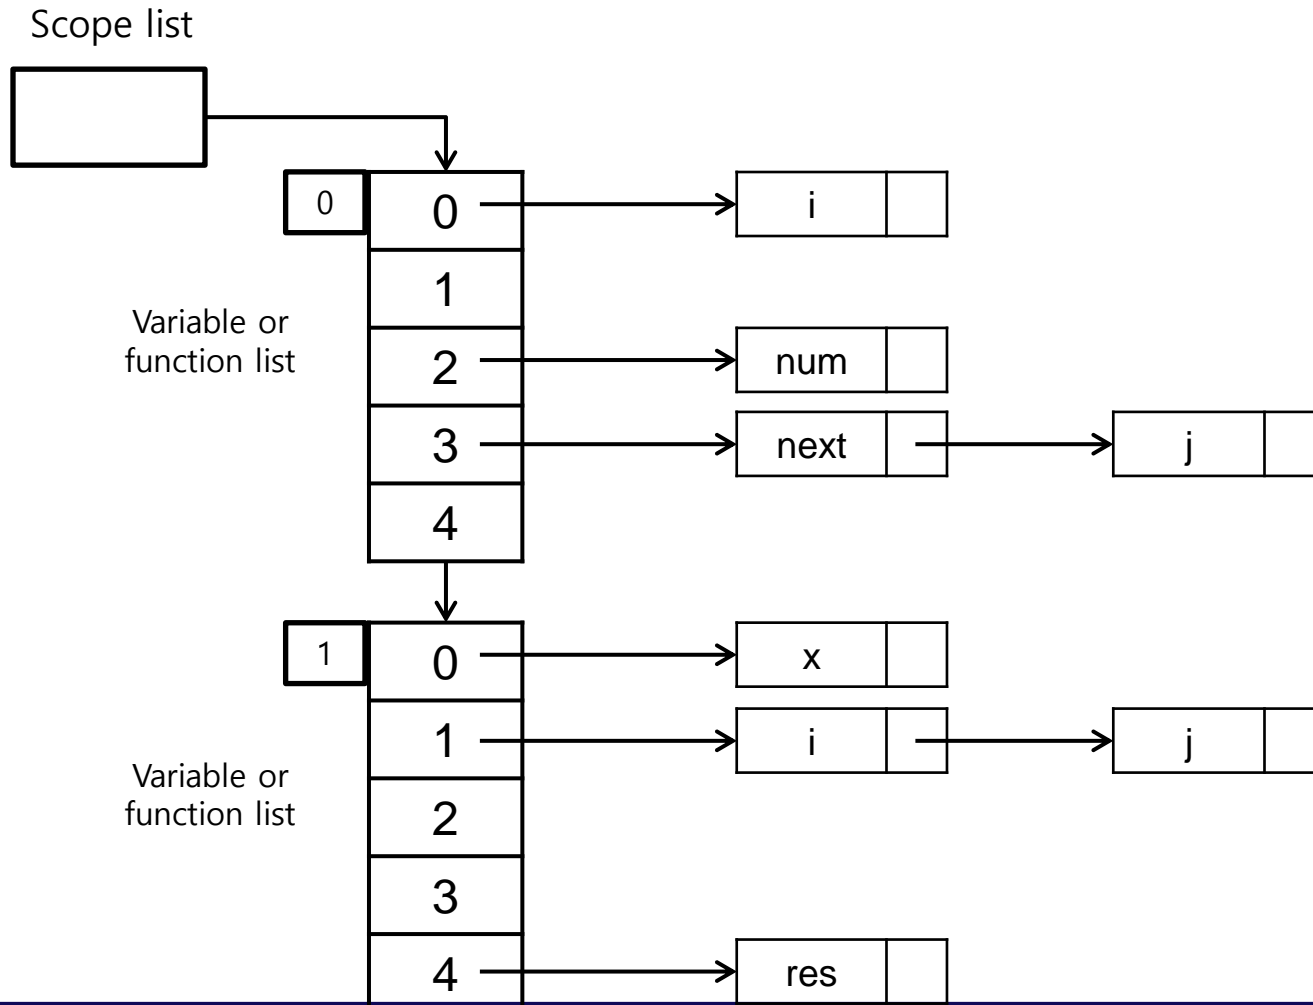 Scope list
0
0
i
1
Variable or
function list
2
num
3
next
j
4
1
0
x
1
i
j
Variable or
function list
2
3
4
res